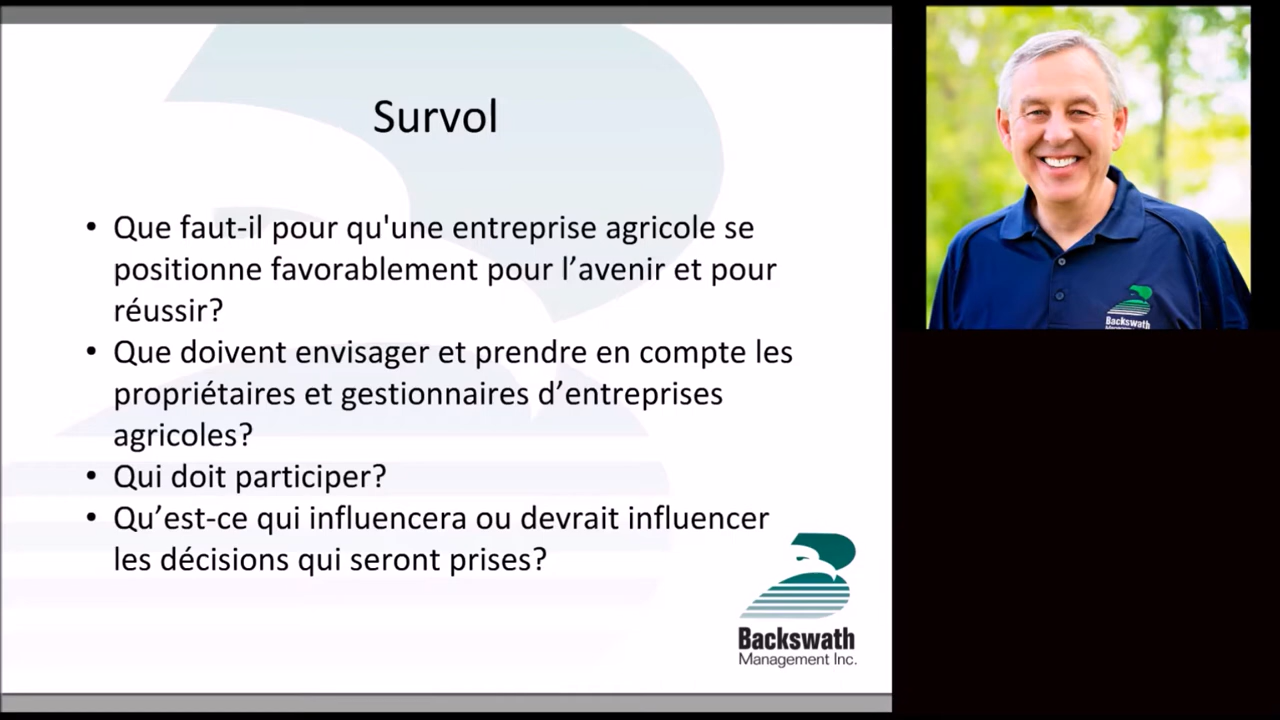 Survol
• Que faut-il pour qu'une entreprise agricole se
positionne favorablement pour l’avenir et pour
réussir?
• Que doivent envisager et prendre en compte les
propriétaires et gestionnaires d’entreprises
agricoles?
• Qui doit participer?
• Qu’est-ce qui influencera ou devrait influencer
les décisions qui seront prises?
Backswath
Management Inc.
Backswath